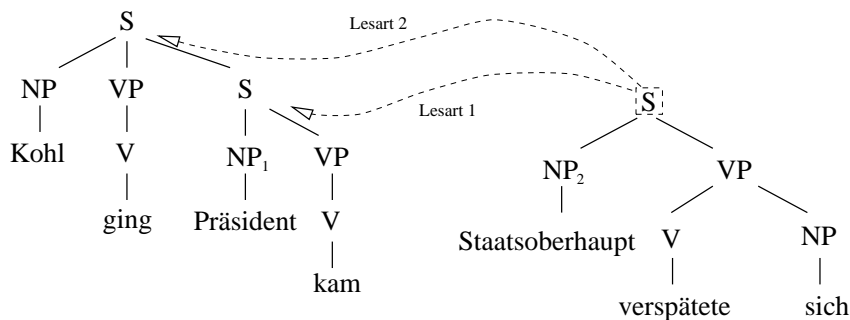 S
Lesart 2
NP VP S
Lesart 1
S
Kohl V NP1 VP
NP2 VP
ging Präsident V
Staatsoberhaupt V NP
kam
verspätete sich